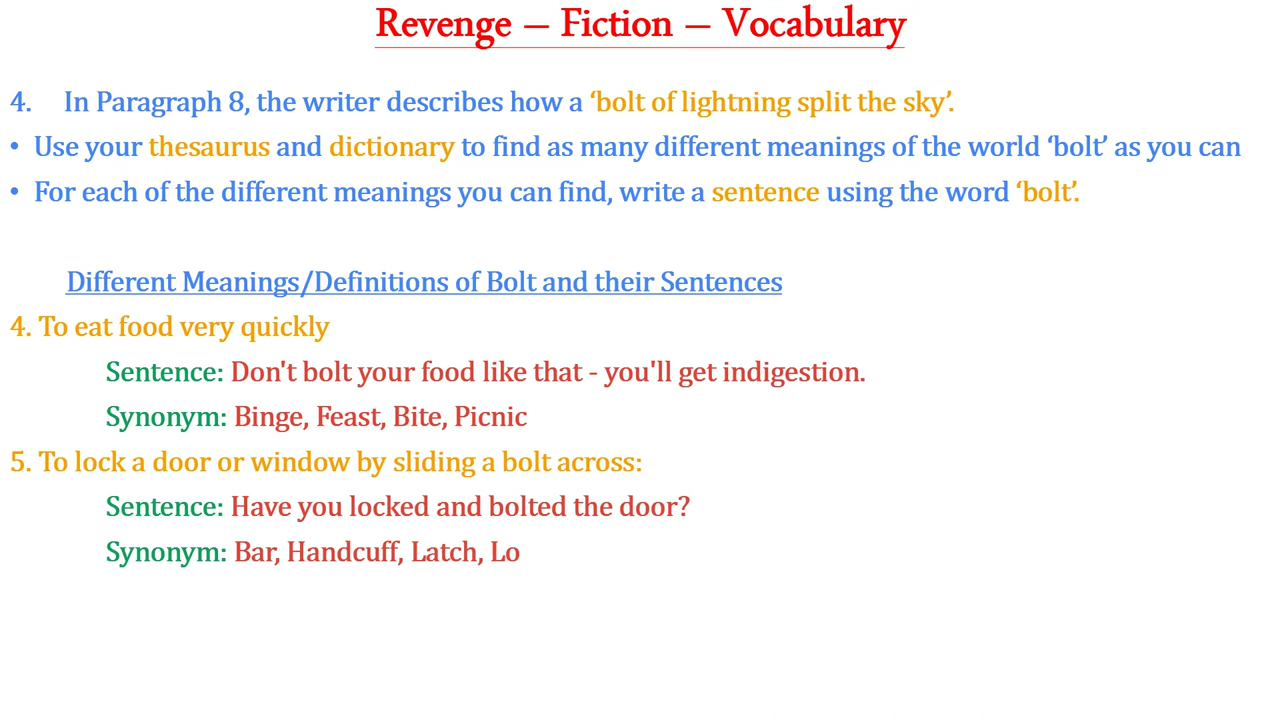 Revenge – Fiction – Vocabulary
4. In Paragraph 8, the writer describes how a ‘bolt of lightning split the sky’.
• Use your thesaurus and dictionary to find as many different meanings of the world ‘bolt’ as you can
• For each of the different meanings you can find, write a sentence using the word ‘bolt’.
Different Meanings/Definitions of Bolt and their Sentences
4. To eat food very quickly
Sentence: Don't bolt your food like that - you'll get indigestion.
Synonym: Binge, Feast, Bite, Picnic
5. To lock a door or window by sliding a bolt across:
Sentence: Have you locked and bolted the door?
Synonym: Bar, Handcuff, Latch, Lo